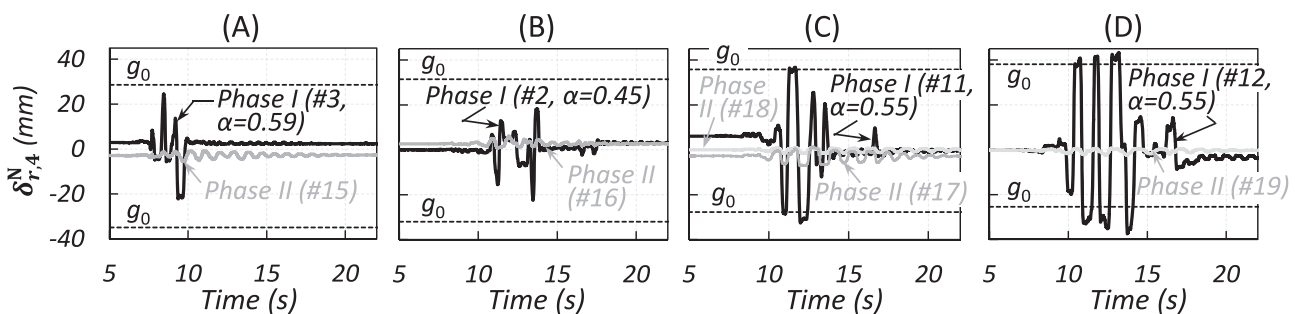 (A) (B) (C) (D)
40
20
0
-20
-40
δᴺr,4 (mm)
g0
Phase I (#3,
α=0.59)
Phase II (#15)
g0
5 10 15 20
Time (s)
g0
Phase I (#2, α=0.45)
Phase II
(#16)
g0
5 10 15 20
Time (s)
g0
Phase
II (#18)
Phase I (#11,
α=0.55)
Phase II (#17)
g0
5 10 15 20
Time (s)
g0
Phase I (#12,
α=0.55)
Phase II (#19)
g0
5 10 15 20
Time (s)